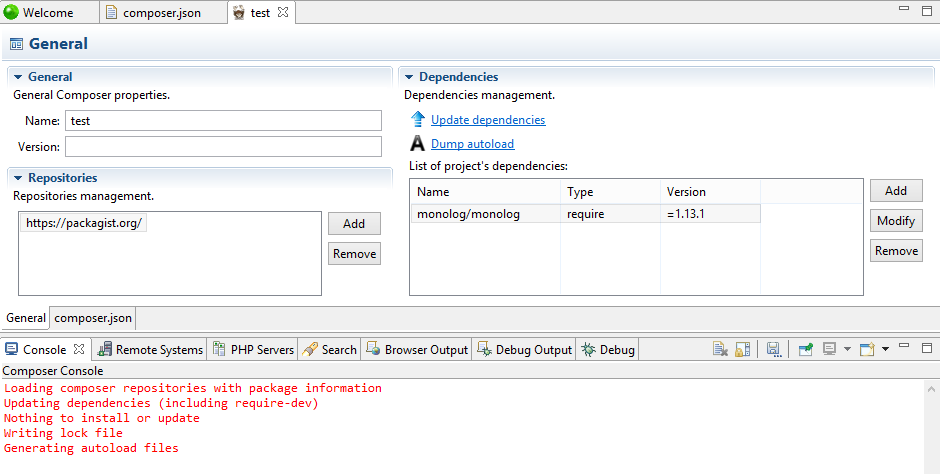 Welcome composer.json test
General
General
General Composer properties.
Name: test
Version:
Repositories
Repositories management.
https://packagist.org/
Add
Remove
Dependencies
Dependencies management.
Update dependencies
A Dump autoload
List of project's dependencies:
Name Type Version
monolog/monolog require =1.13.1
Add
Modify
Remove
General composer.json
Console Remote Systems PHP Servers Search Browser Output Debug Output Debug
Composer Console
Loading composer repositories with package information
Updating dependencies (including require-dev)
Nothing to install or update
Writing lock file
Generating autoload files